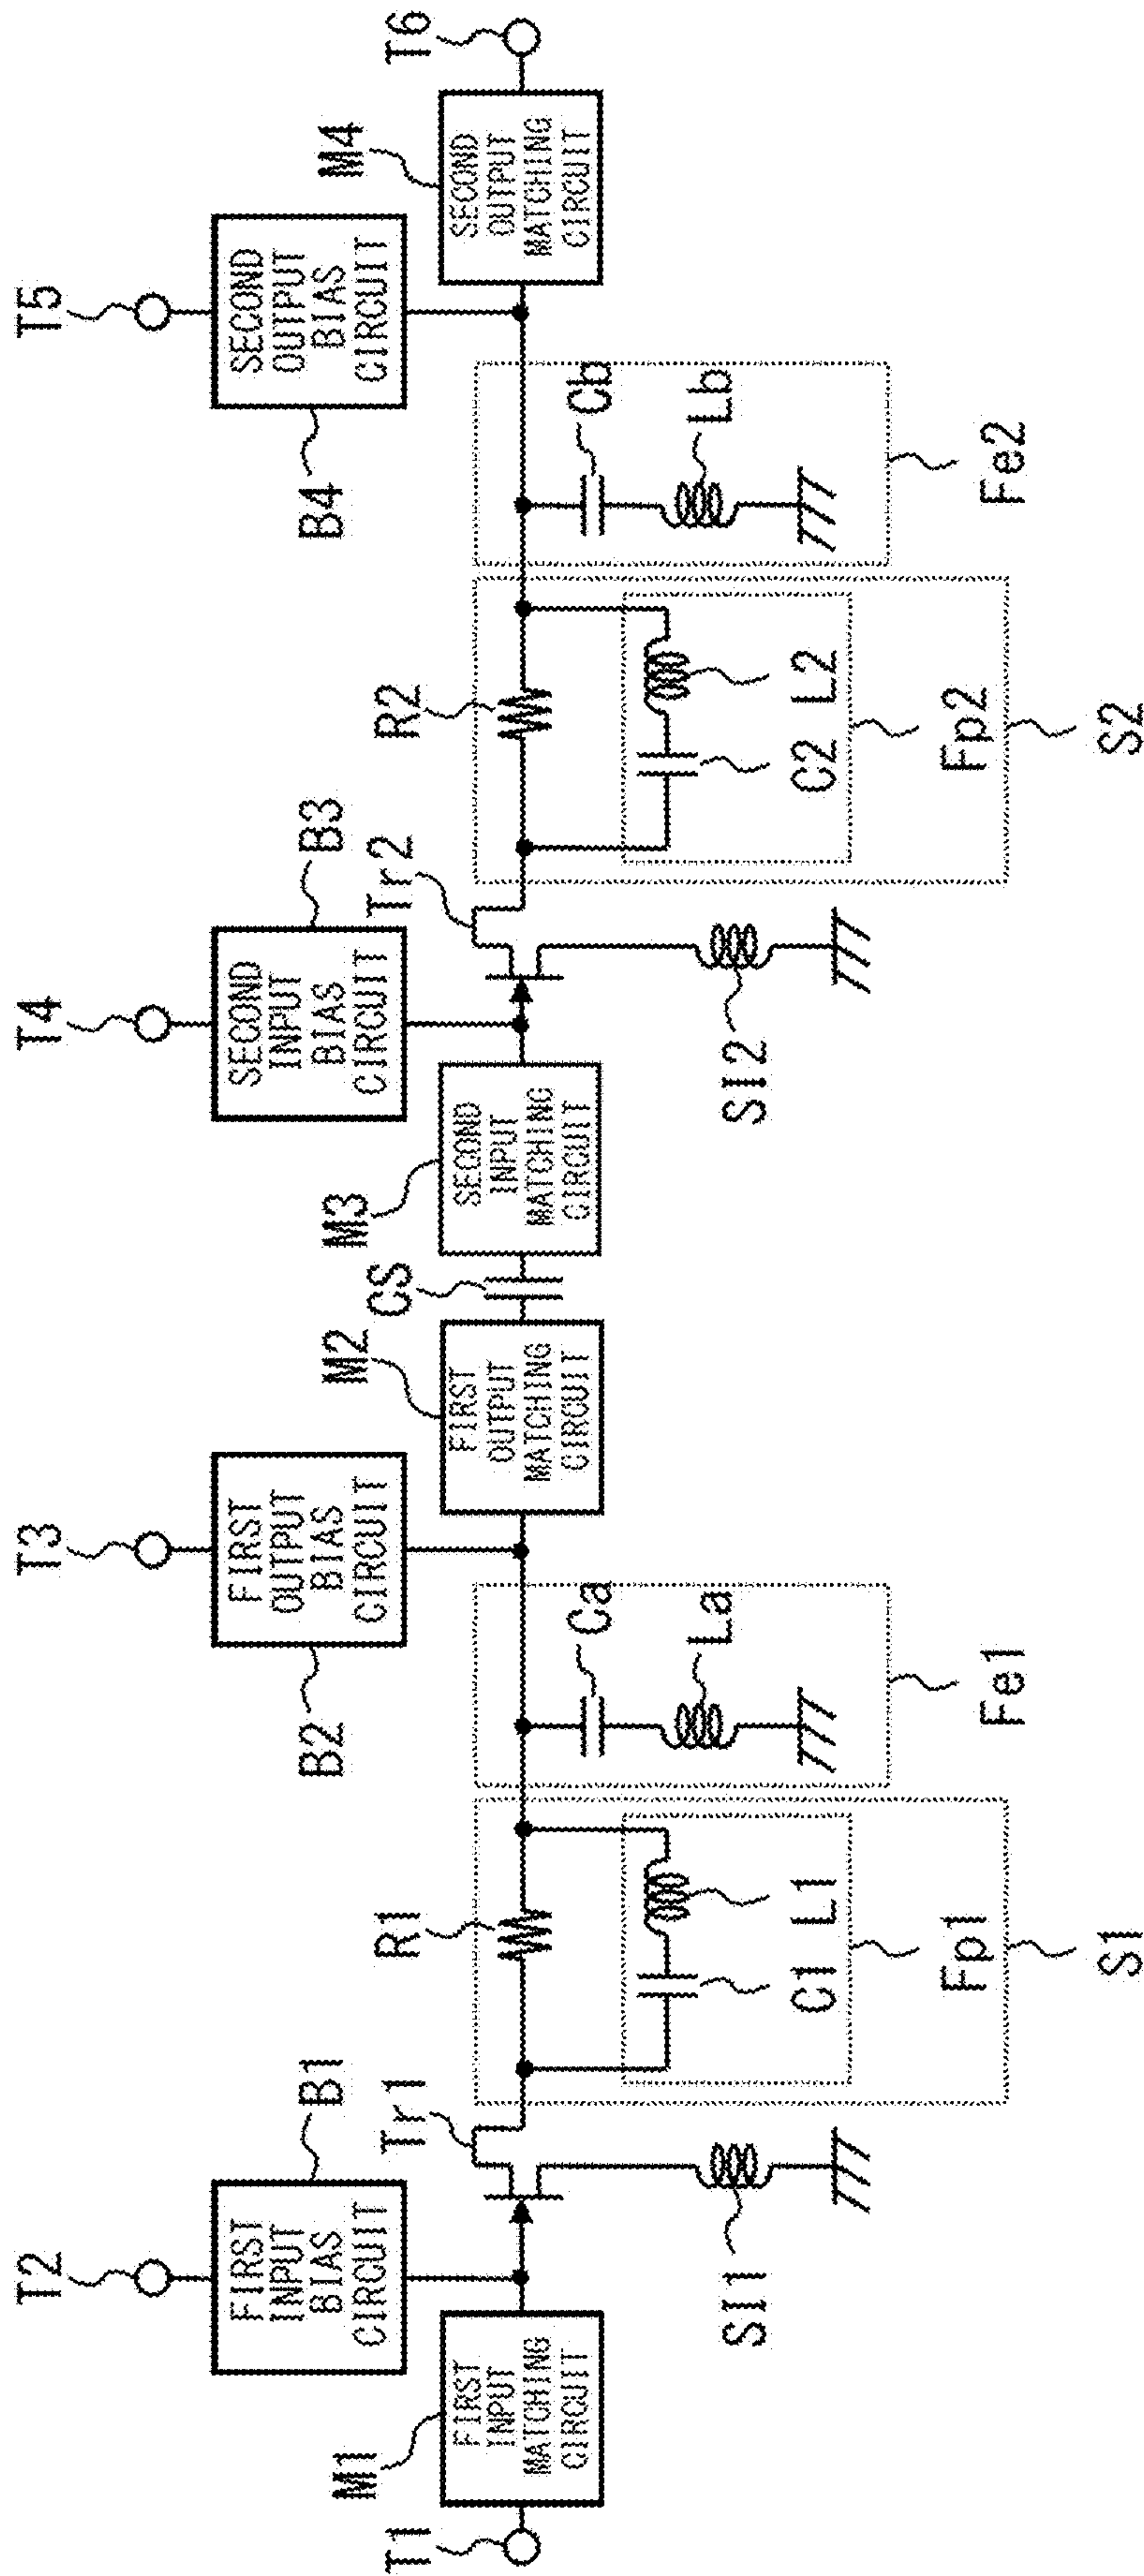 T2
T3
T4
T5
FIRST
INPUT
BIAS
CIRCUIT
B1
FIRST
OUTPUT
BIAS
CIRCUIT
B2
SECOND
INPUT
BIAS
CIRCUIT
B3
SECOND
OUTPUT
BIAS
CIRCUIT
B4
T1
M1
FIRST
INPUT
MATCHING
CIRCUIT
Tr1
R1
M2
FIRST
OUTPUT
MATCHING
CIRCUIT
CS
M3
SECOND
INPUT
MATCHING
CIRCUIT
Tr2
R2
M4
SECOND
OUTPUT
MATCHING
CIRCUIT
T6
SI1
C1
L1
Ca
La
SI2
C2
L2
Cb
Lb
Fp1
Fe1
Fp2
Fe2
S1
S2